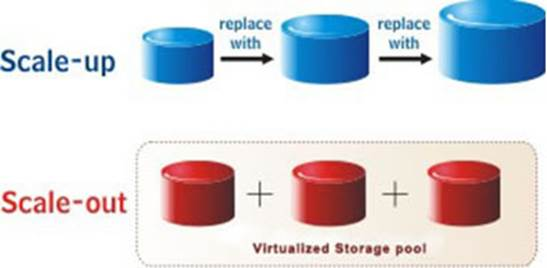 replace
with
replace
with
Scale-up
Scale-out
+
+
Virtualized Storage pool